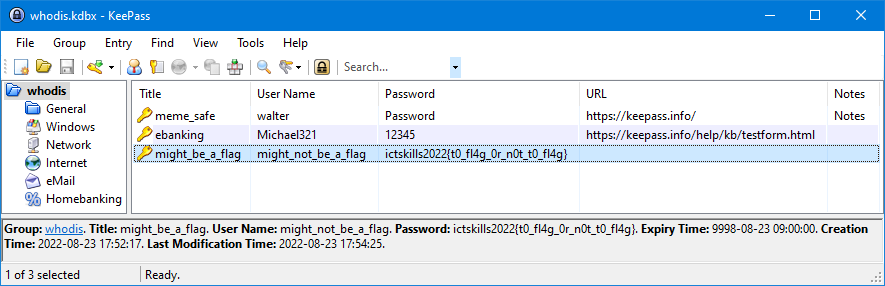 whodis.kdbx - KeePass
File Group Entry Find View Tools Help
Search...
whodis
General
Windows
Network
Internet
eMail
Homebanking
Title User Name Password URL Notes
meme_safe walter Password https://keepass.info/ Notes
ebanking Michael321 12345 https://keepass.info/help/kb/testform.html
might_be_a_flag might_not_be_a_flag ictskills2022{t0_fl4g_0r_n0t_t0_fl4g}
Group: whodis. Title: might_be_a_flag. User Name: might_not_be_a_flag. Password: ictskills2022{t0_fl4g_0r_n0t_t0_fl4g}. Expiry Time: 9998-08-23 09:00:00. Creation
Time: 2022-08-23 17:52:17. Last Modification Time: 2022-08-23 17:54:25.
1 of 3 selected Ready.